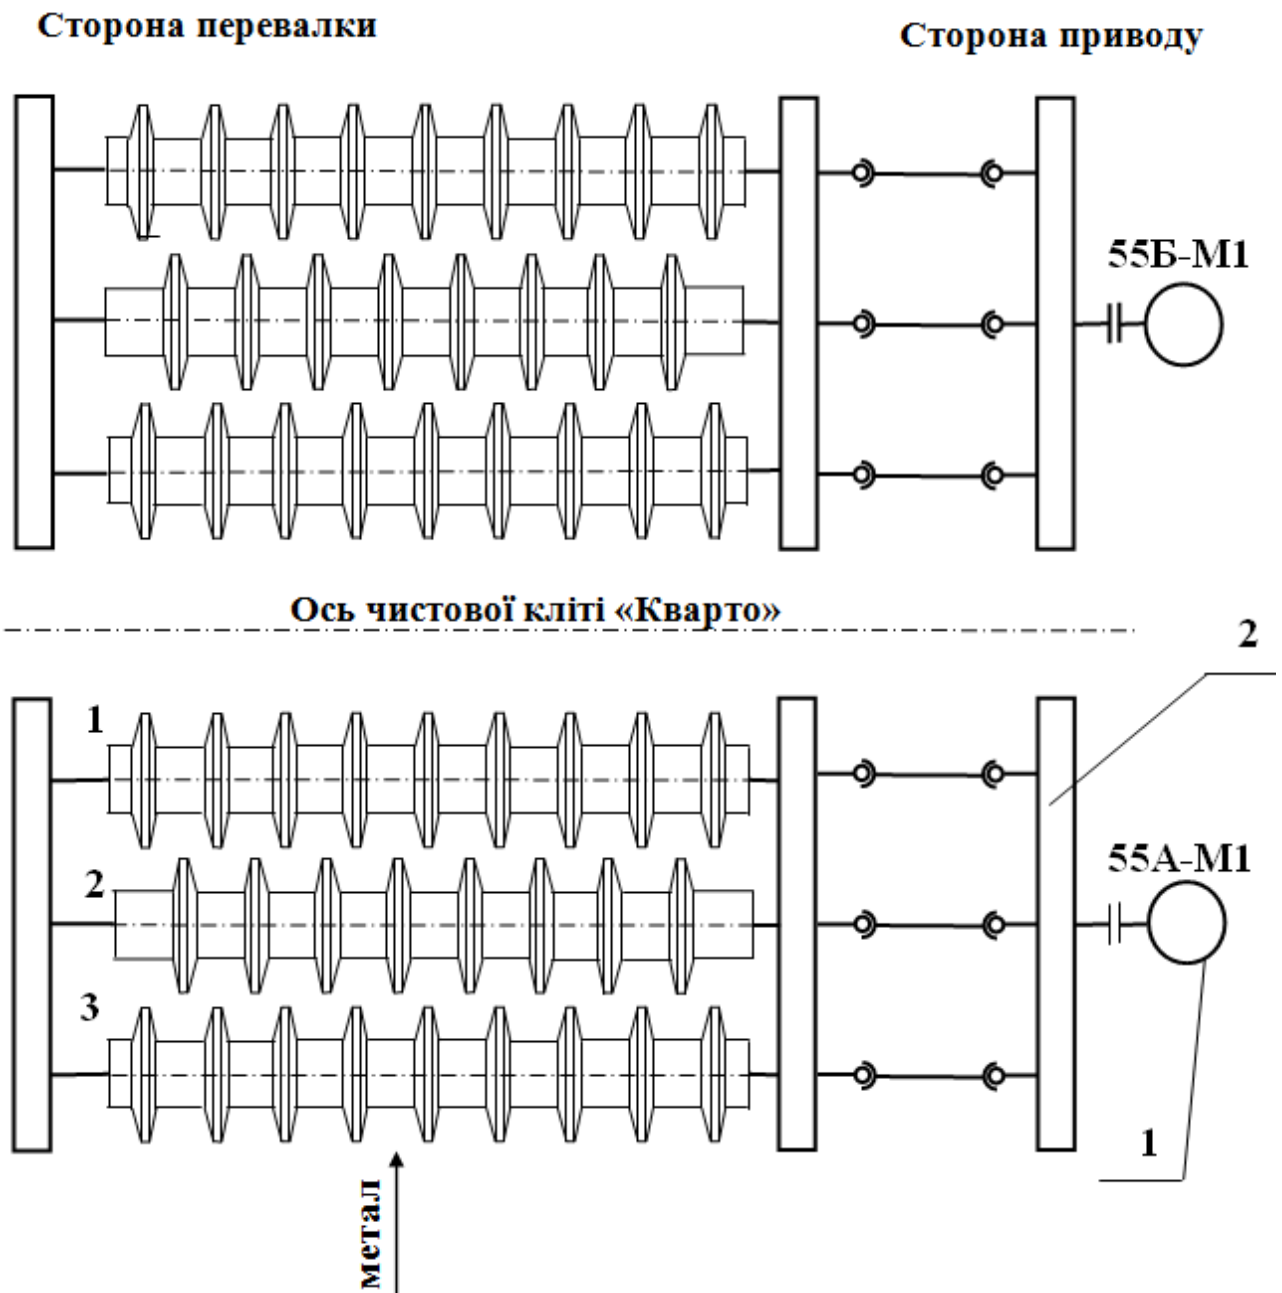 Сторона перевалки
Сторона приводу
55Б-М1
Ось чистової кліті «Кварто»
2
1
2
55А-М1
3
1
метал